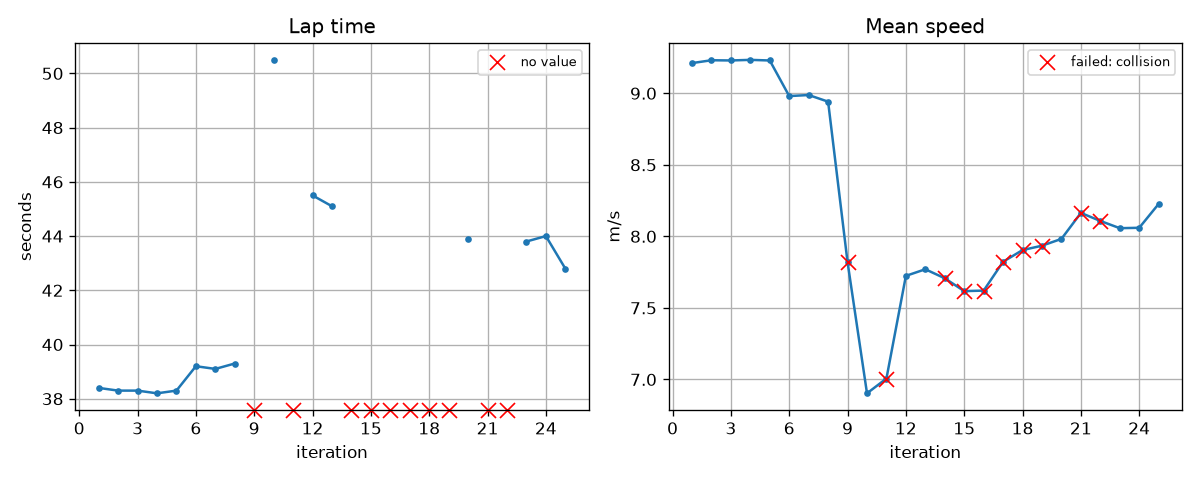 Lap time
no value
50
48
46
44
42
40
38
seconds
0 3 6 9 12 15 18 21 24
iteration
Mean speed
failed: collision
9.0
8.5
8.0
7.5
7.0
m/s
0 3 6 9 12 15 18 21 24
iteration